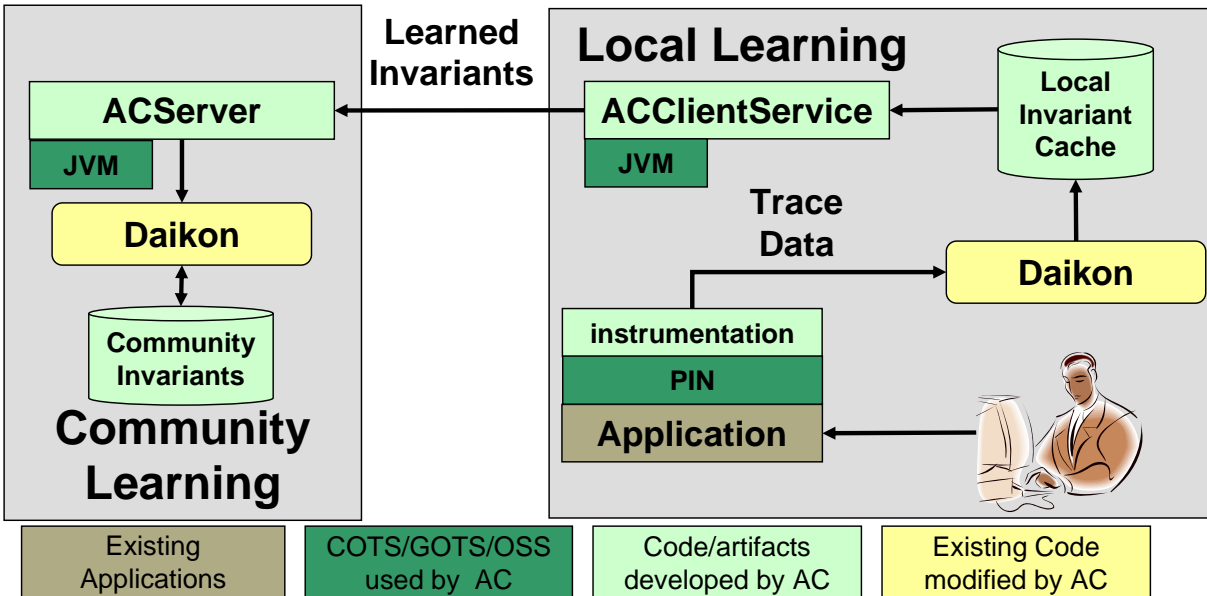 Learned
Invariants
Local Learning
ACServer
JVM
Daikon
Community
Invariants
Community
Learning
ACClientService
JVM
Local
Invariant
Cache
Trace
Data
Daikon
instrumentation
PIN
Application
Existing
Applications
COTS/GOTS/OSS
used by AC
Code/artifacts
developed by AC
Existing Code
modified by AC